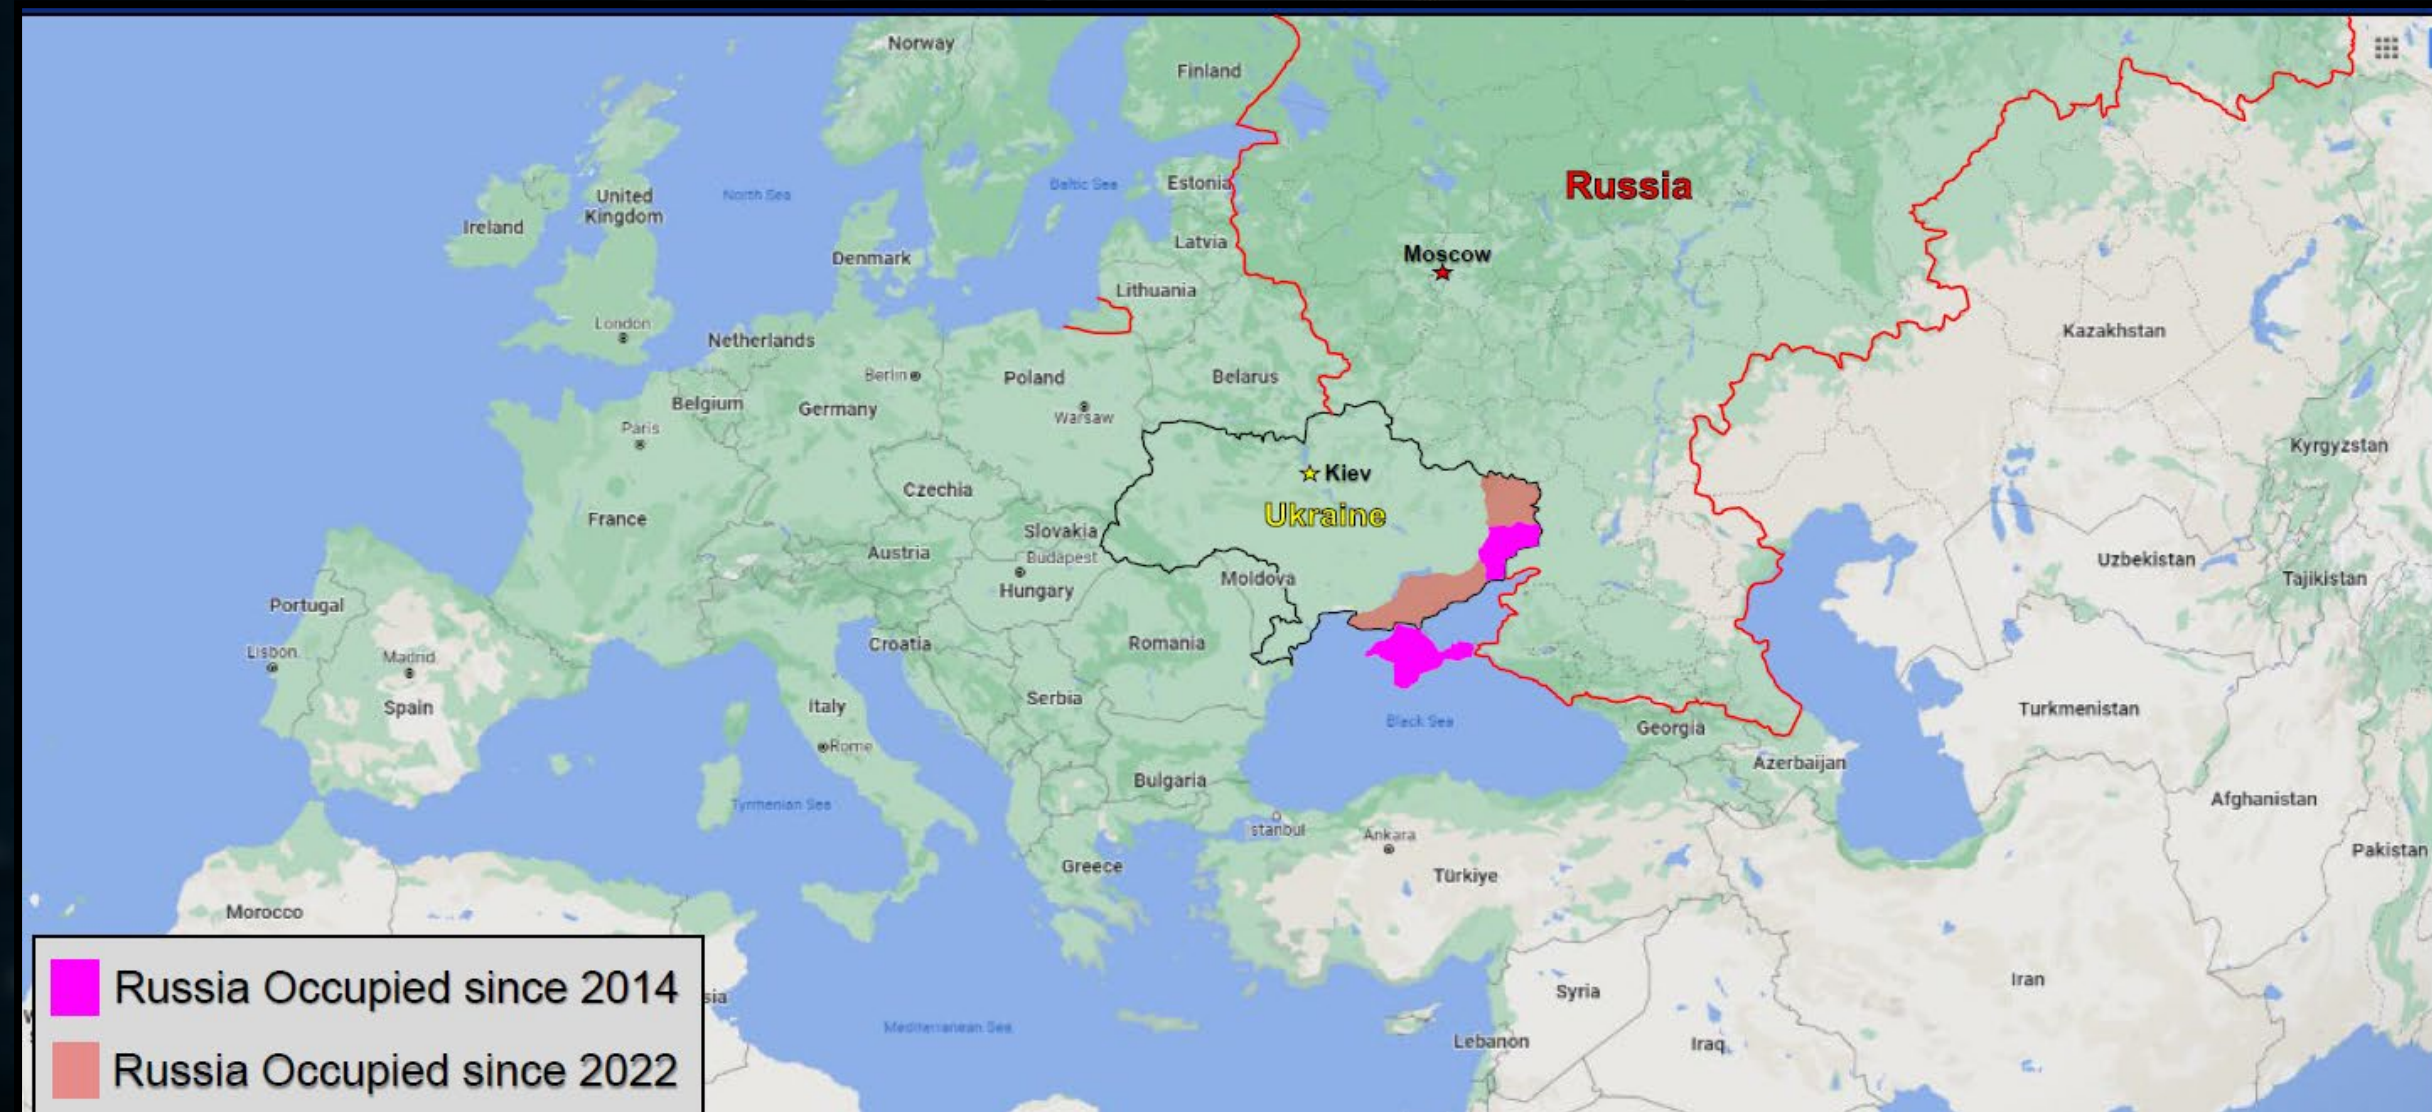 Norway
Finland
Russia
United
Kingdom
North Sea
Baltic Sea
Estonia
Ireland
Latvia
Denmark
Moscow
Lithuania
London
Netherlands
Kazakhstan
Berlin
Poland
Belarus
Belgium
Germany
Warsaw
Paris
Kyrgyzstan
Kiev
Czechia
Ukraine
France
Slovakia
Austria
Budapest
Uzbekistan
Hungary
Moldova
Tajikistan
Portugal
Croatia
Romania
Lisbon
Madrid
Serbia
Spain
Italy
Black Sea
Turkmenistan
Georgia
Rome
Azerbaijan
Bulgaria
Tyrrhenian Sea
Afghanistan
stanbul
Ankara
Pakistan
Greece
Türkiye
Morocco
Iran
Russia Occupied since 2014
sia
Syria
Mediterranean Sea
Lebanon
Iraq
Russia Occupied since 2022